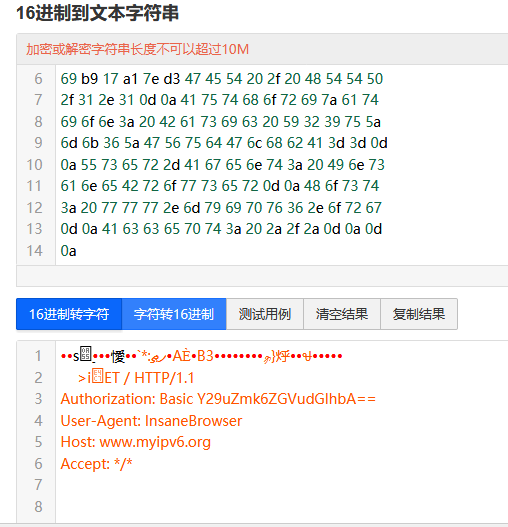 16进制到文本字符串
加密或解密字符串长度不可以超过10M
6 69 b9 17 a1 7e d3 47 45 54 20 2f 20 48 54 54 50
7 2f 31 2e 31 0d 0a 41 75 74 68 6f 72 69 7a 61 74
8 69 6f 6e 3a 20 42 61 73 69 63 20 59 32 39 75 5a
9 6d 6b 36 5a 47 56 75 64 47 6c 68 62 41 3d 3d 0d
10 0a 55 73 65 72 2d 41 67 65 6e 74 3a 20 49 6e 73
11 61 6e 65 42 72 6f 77 73 65 72 0d 0a 48 6f 73 74
12 3a 20 77 77 77 2e 6d 79 69 70 76 36 2e 6f 72 67
13 0d 0a 41 63 63 65 70 74 3a 20 2a 2f 2a 0d 0a 0d
14 0a
16进制转字符 字符转16进制 测试用例 清空结果 复制结果
1
2 >i ET / HTTP/1.1
3 Authorization: Basic Y29uZmk6ZGVudGlhbA==
4 User-Agent: InsaneBrowser
5 Host: www.myipv6.org
6 Accept: */*
7
8